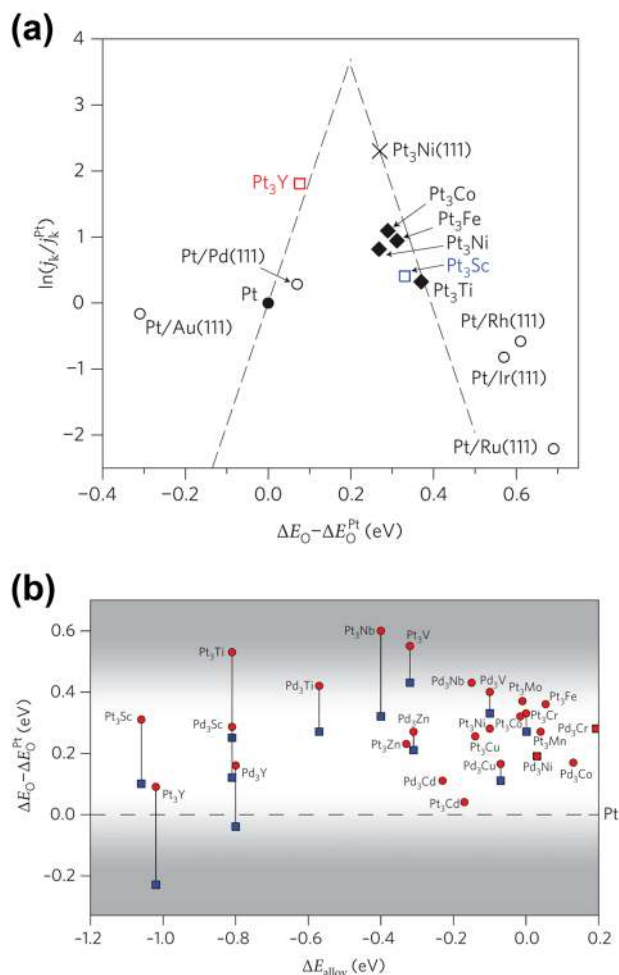 (a)
4
3
2
1
0
−1
−2
ln(j_k/j_k^Pt)
Pt₃Ni(111)
Pt₃Y
Pt₃Co
Pt₃Fe
Pt₃Ni
Pt/Pd(111)
Pt₃Sc
Pt
Pt₃Ti
Pt/Au(111)
Pt/Rh(111)
Pt/Ir(111)
Pt/Ru(111)
−0.4 −0.2 0.0 0.2 0.4 0.6
ΔE_O−ΔE_O^Pt (eV)
(b)
0.6
0.4
0.2
0.0
−0.2
ΔE_O−ΔE_O^Pt (eV)
Pt₃Nb
Pt₃V
Pt₃Ti
Pd₃Ti
Pd₃Nb
Pd₃V
Pt₃Mo
Pt₃Fe
Pt₃Sc
Pd₃Sc
Pd₃Zn
Pt₃Ni
Pt₃Co
Pt₃Cr
Pd₃Cr
Pt₃Zn
Pt₃Cu
Pt₃Mn
Pt₃Y
Pd₃Y
Pd₃Cu
Pd₃Ni
Pd₃Co
Pd₃Cd
Pt₃Cd
Pt
−1.2 −1.0 −0.8 −0.6 −0.4 −0.2 0.0 0.2
ΔE_alloy (eV)